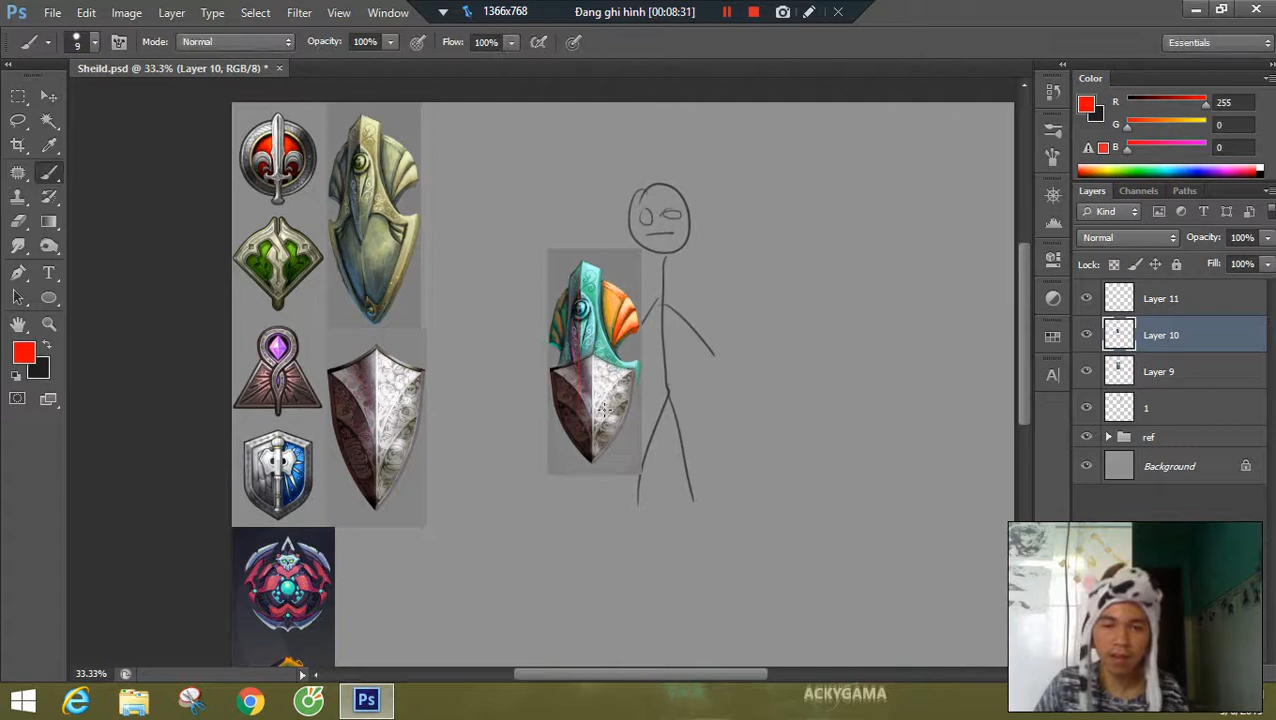 Ps File Edit Image Layer Type Select Filter View Window
1366x768 Đang ghi hình [00:08:31]
9 Mode: Normal Opacity: 100% Flow: 100% Essentials
Sheild.psd @ 33.3% (Layer 10, RGB/8) * ×
Color
R 255
G 0
B 0
Layers Channels Paths
Kind
Normal Opacity: 100%
Lock: Fill: 100%
Layer 11
Layer 10
Layer 9
1
ref
Background
33.33%
Ps
ACKYGAMA